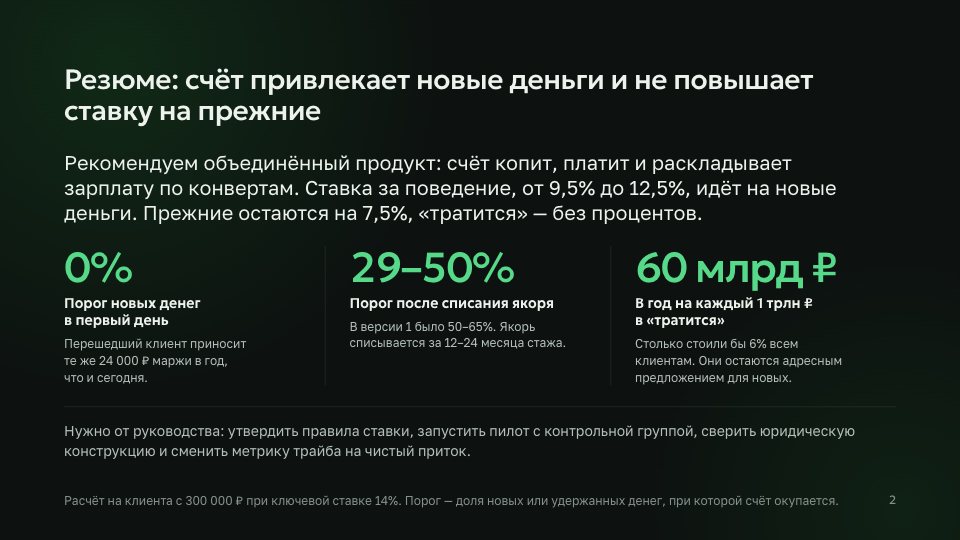 Резюме: счёт привлекает новые деньги и не повышает
ставку на прежние
Рекомендуем объединённый продукт: счёт копит, платит и раскладывает
зарплату по конвертам. Ставка за поведение, от 9,5% до 12,5%, идёт на новые
деньги. Прежние остаются на 7,5%, «тратится» — без процентов.
0%
Порог новых денег
в первый день
Перешедший клиент приносит
те же 24 000 ₽ маржи в год,
что и сегодня.
29–50%
Порог после списания якоря
В версии 1 было 50–65%. Якорь
списывается за 12–24 месяца стажа.
60 млрд ₽
В год на каждый 1 трлн ₽
в «тратится»
Столько стоили бы 6% всем
клиентам. Они остаются адресным
предложением для новых.
Нужно от руководства: утвердить правила ставки, запустить пилот с контрольной группой, сверить юридическую
конструкцию и сменить метрику трайба на чистый приток.
Расчёт на клиента с 300 000 ₽ при ключевой ставке 14%. Порог — доля новых или удержанных денег, при которой счёт окупается.
2